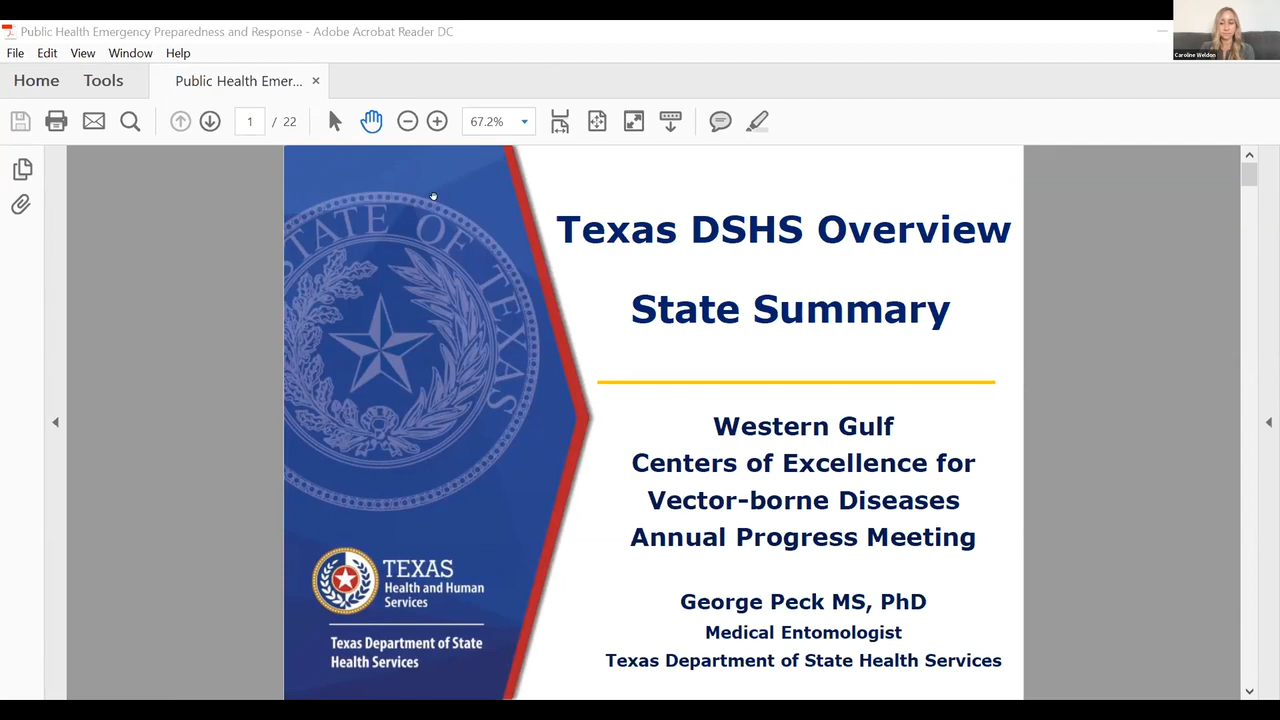 Public Health Emergency Preparedness and Response - Adobe Acrobat Reader DC
Caroline Weldon
File Edit View Window Help
Home Tools Public Health Emer... ×
1 / 22 67.2%
STATE OF TEXAS
Texas DSHS Overview
State Summary
Western Gulf
Centers of Excellence for
Vector-borne Diseases
Annual Progress Meeting
George Peck MS, PhD
Medical Entomologist
Texas Department of State Health Services
TEXAS
Health and Human
Services
Texas Department of State
Health Services